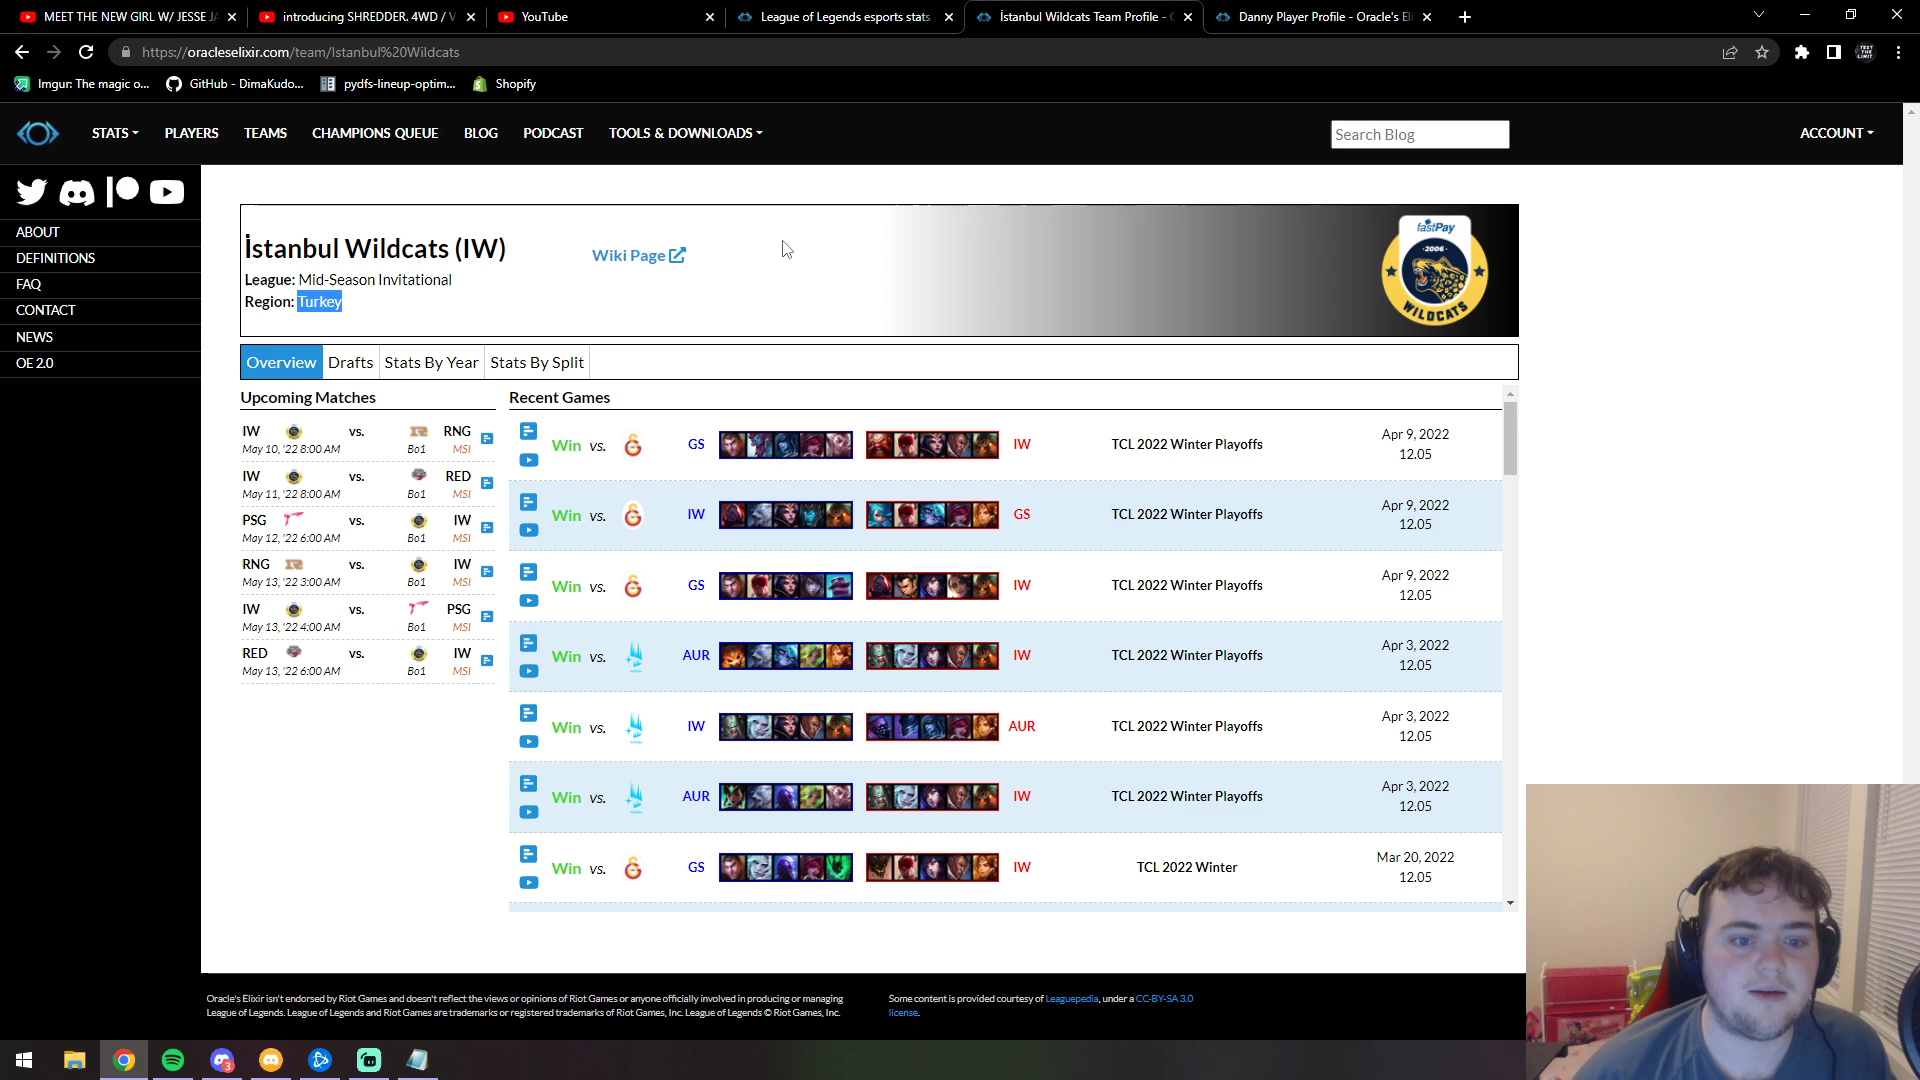 MEET THE NEW GIRL W/ JESSE JA
introducing SHREDDER. 4WD / V
YouTube
League of Legends esports stats
İstanbul Wildcats Team Profile -
Danny Player Profile - Oracle's El
https://oracleselixir.com/team/Istanbul%20Wildcats
Imgur: The magic o...
GitHub - DimaKudo...
pydfs-lineup-optim...
Shopify
STATS
PLAYERS
TEAMS
CHAMPIONS QUEUE
BLOG
PODCAST
TOOLS & DOWNLOADS
Search Blog
ACCOUNT
ABOUT
DEFINITIONS
FAQ
CONTACT
NEWS
OE 2.0
İstanbul Wildcats (IW)
Wiki Page
League: Mid-Season Invitational
Region: Turkey
fastPay
·2006·
WILDCATS
Overview
Drafts
Stats By Year
Stats By Split
Upcoming Matches
IW vs. RNG
May 10, '22 8:00 AM Bo1 MSI
IW vs. RED
May 11, '22 8:00 AM Bo1 MSI
PSG vs. IW
May 12, '22 6:00 AM Bo1 MSI
RNG vs. IW
May 13, '22 3:00 AM Bo1 MSI
IW vs. PSG
May 13, '22 4:00 AM Bo1 MSI
RED vs. IW
May 13, '22 6:00 AM Bo1 MSI
Recent Games
Win vs. GS IW TCL 2022 Winter Playoffs Apr 9, 2022
12.05
Win vs. IW GS TCL 2022 Winter Playoffs Apr 9, 2022
12.05
Win vs. GS IW TCL 2022 Winter Playoffs Apr 9, 2022
12.05
Win vs. AUR IW TCL 2022 Winter Playoffs Apr 3, 2022
12.05
Win vs. IW AUR TCL 2022 Winter Playoffs Apr 3, 2022
12.05
Win vs. AUR IW TCL 2022 Winter Playoffs Apr 3, 2022
12.05
Win vs. GS IW TCL 2022 Winter Mar 20, 2022
12.05
Oracle's Elixir isn't endorsed by Riot Games and doesn't reflect the views or opinions of Riot Games or anyone officially involved in producing or managing
League of Legends. League of Legends and Riot Games are trademarks or registered trademarks of Riot Games, Inc. League of Legends © Riot Games, Inc.
Some content is provided courtesy of Leaguepedia, under a CC-BY-SA 3.0
license.
3